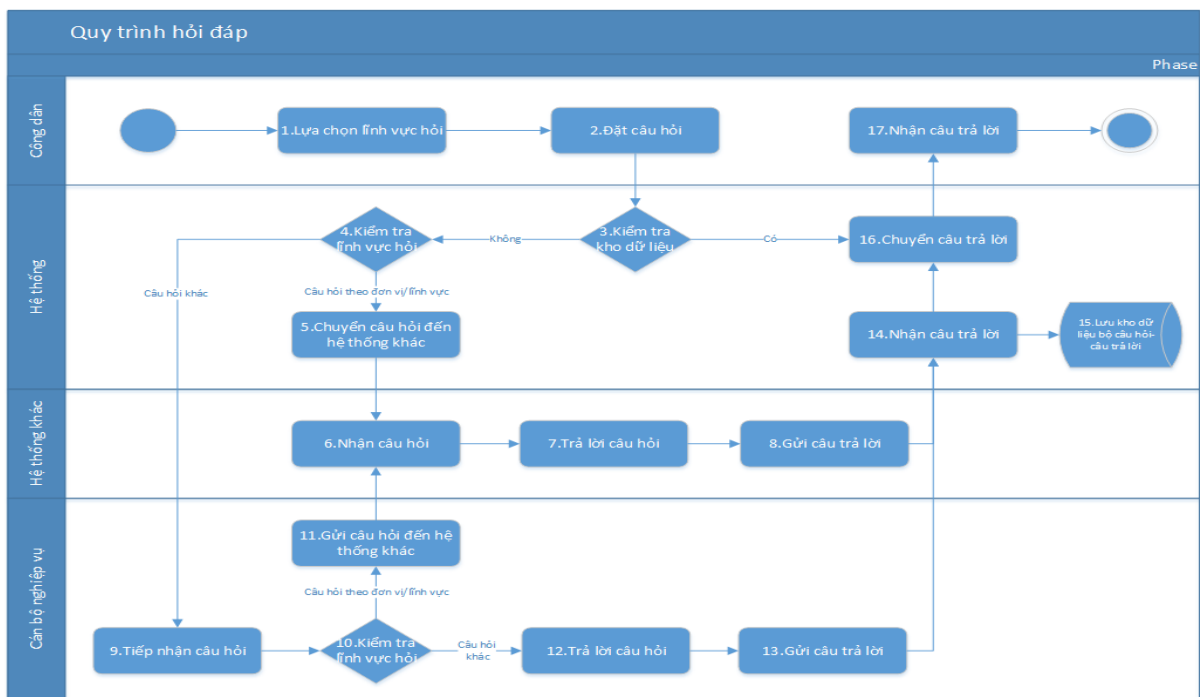 Quy trình hỏi đáp
Phase
Công dân
1.Lựa chọn lĩnh vực hỏi
2.Đặt câu hỏi
17.Nhận câu trả lời
Hệ thống
4.Kiểm tra
lĩnh vực hỏi
Không
3.Kiểm tra
kho dữ liệu
Có
16.Chuyển câu trả lời
Câu hỏi khác
Câu hỏi theo đơn vị/lĩnh vực
5.Chuyển câu hỏi đến
hệ thống khác
14.Nhận câu trả lời
15.Lưu kho dữ
liệu bộ câu hỏi-
câu trả lời
Hệ thống khác
6.Nhận câu hỏi
7.Trả lời câu hỏi
8.Gửi câu trả lời
Cán bộ nghiệp vụ
11.Gửi câu hỏi đến hệ
thống khác
Câu hỏi theo đơn vị/lĩnh vực
9.Tiếp nhận câu hỏi
10.Kiểm tra
lĩnh vực hỏi
Câu hỏi
khác
12.Trả lời câu hỏi
13.Gửi câu trả lời